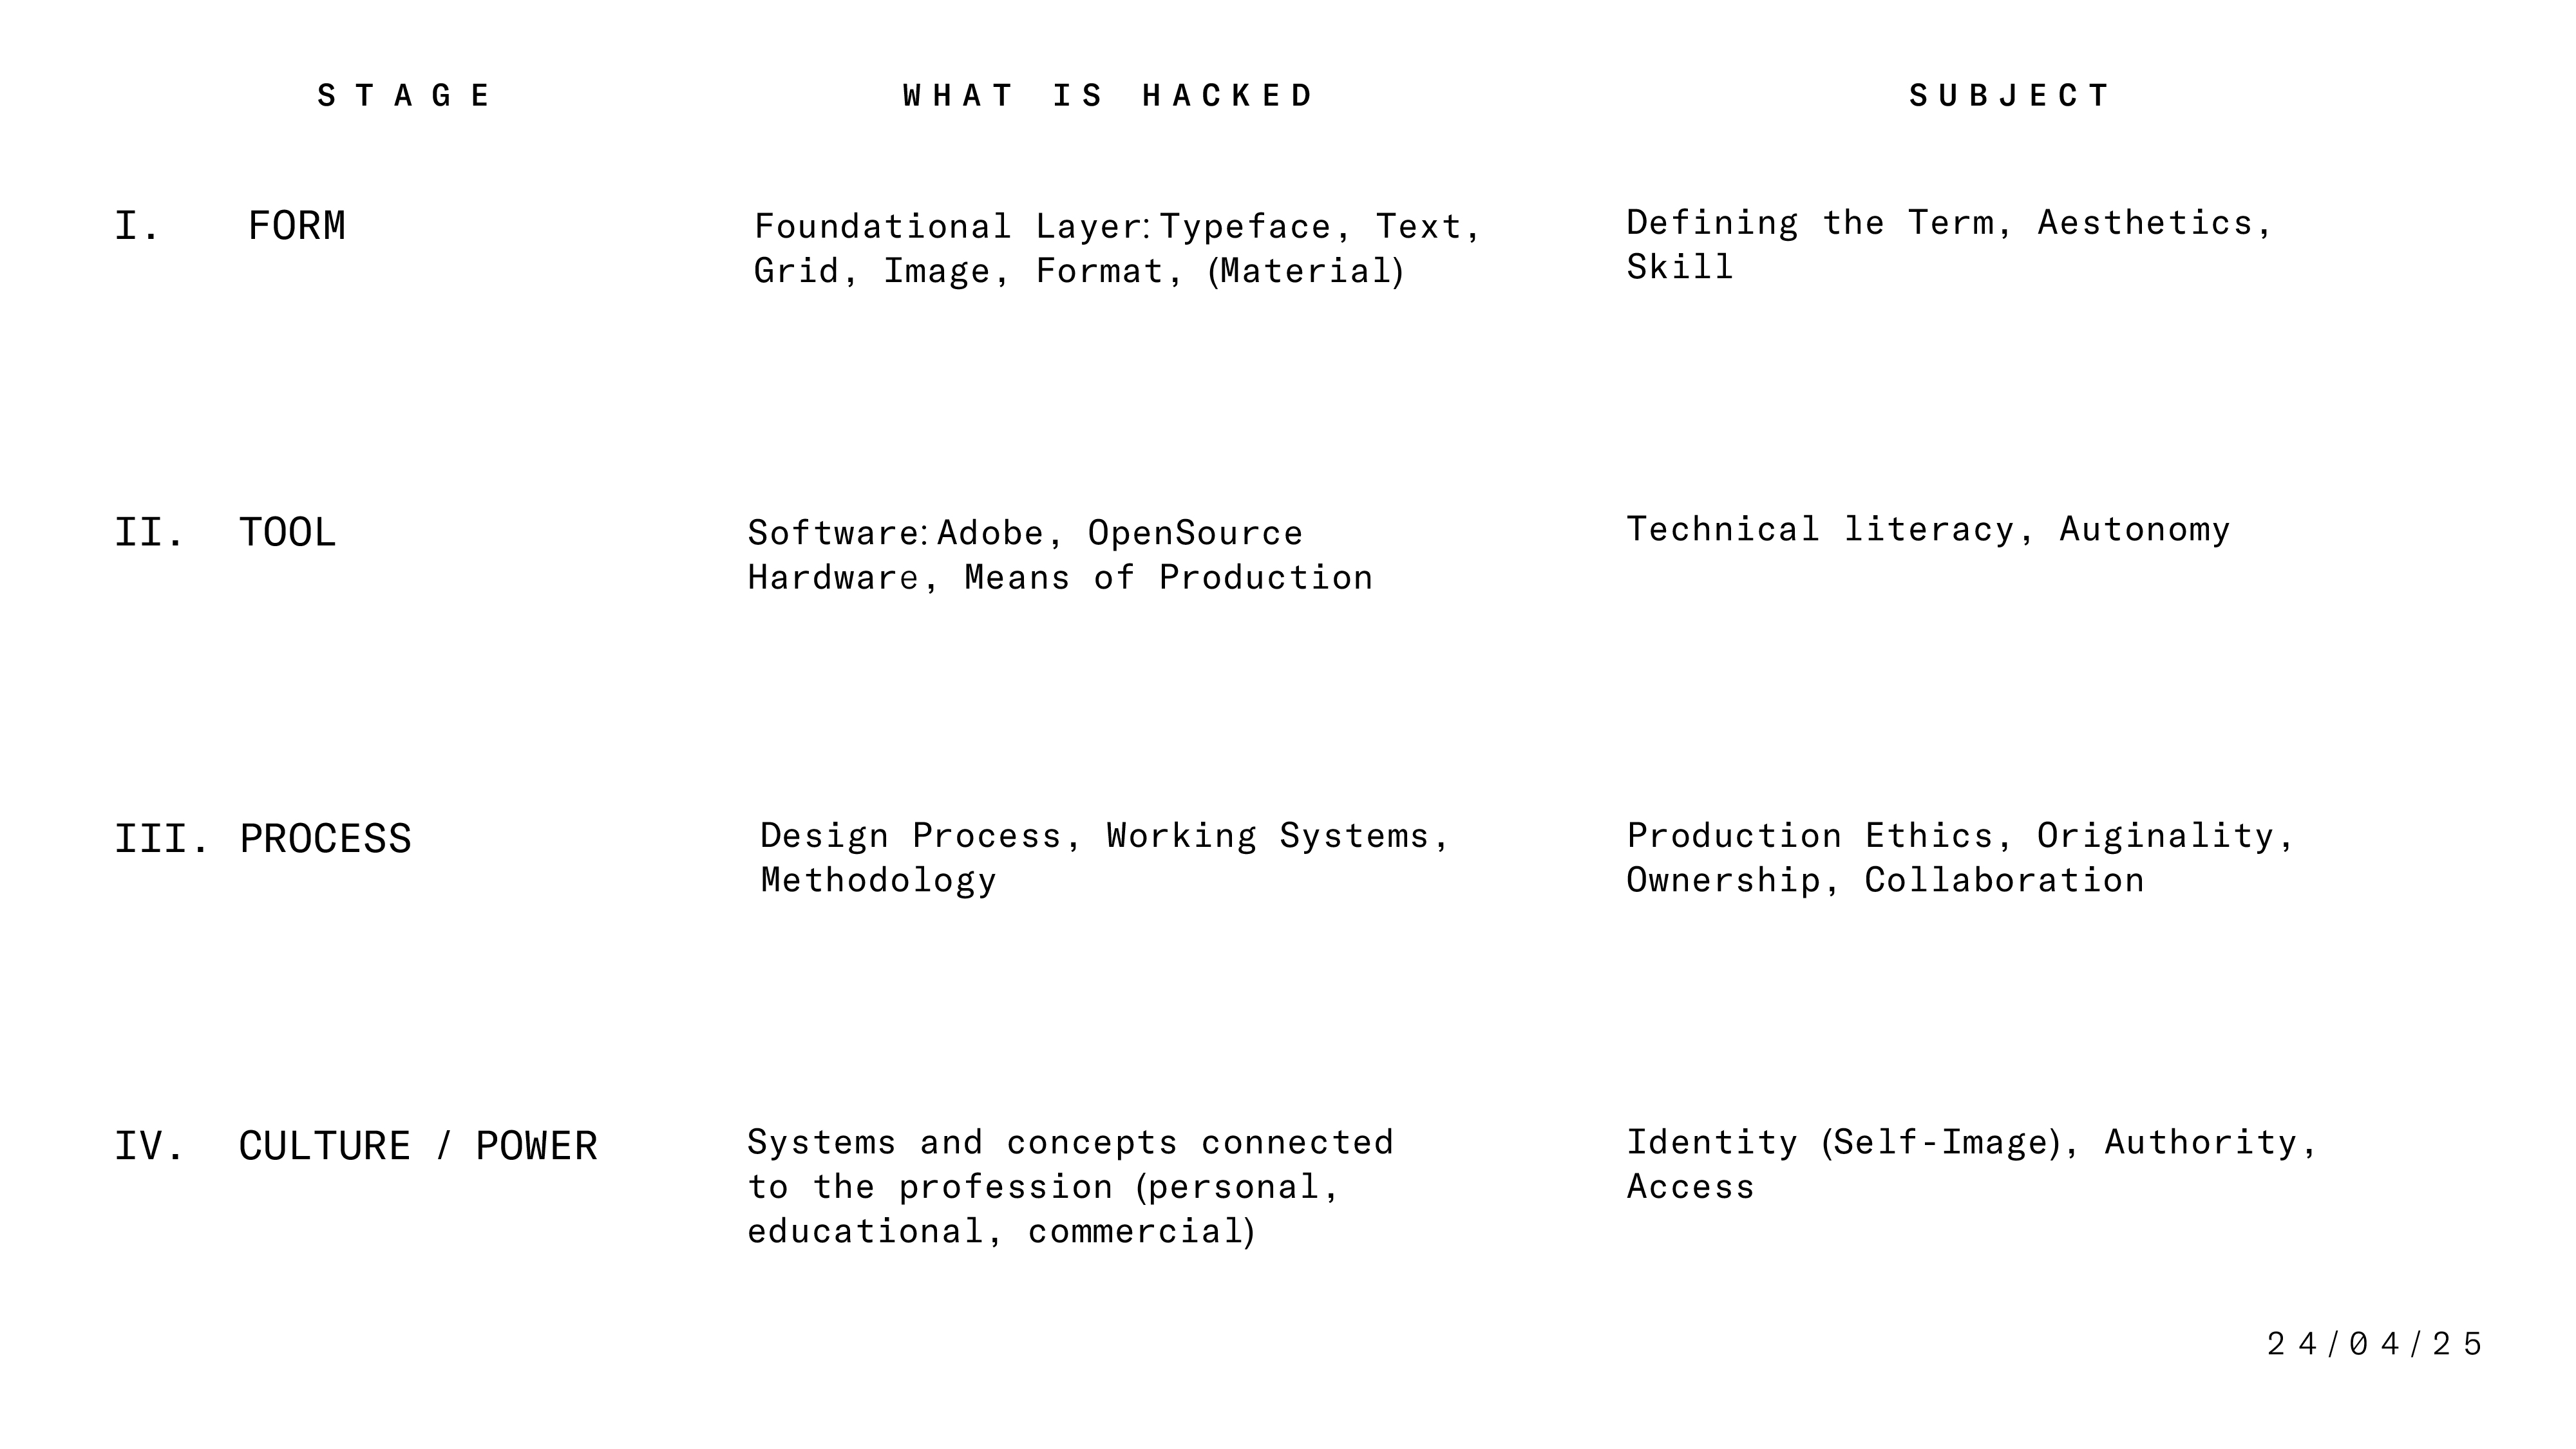 STAGE WHAT IS HACKED SUBJECT
I. FORM
Foundational Layer: Typeface, Text,
Grid, Image, Format, (Material)
Defining the Term, Aesthetics,
Skill
II. TOOL
Software: Adobe, OpenSource
Hardware, Means of Production
Technical literacy, Autonomy
III. PROCESS
Design Process, Working Systems,
Methodology
Production Ethics, Originality,
Ownership, Collaboration
IV. CULTURE / POWER
Systems and concepts connected
to the profession (personal,
educational, commercial)
Identity (Self-Image), Authority,
Access
24/04/25